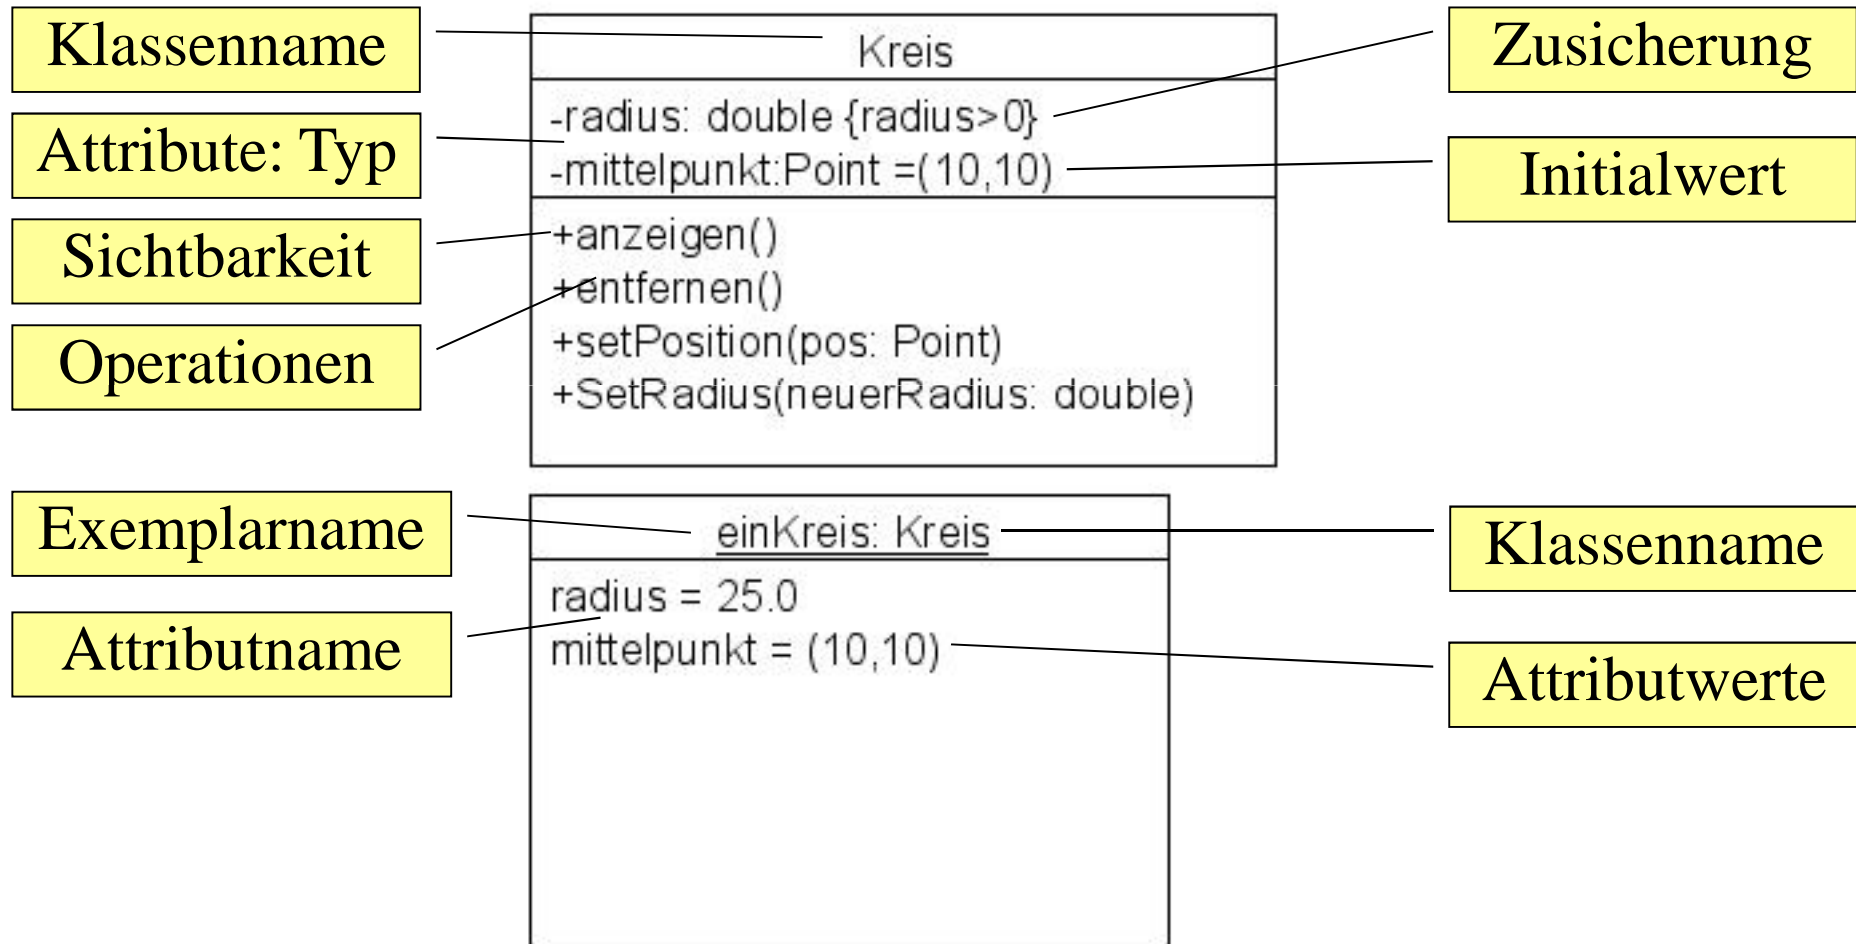 Klassenname
Attribute: Typ
Sichtbarkeit
Operationen
Kreis
-radius: double {radius>0}
-mittelpunkt:Point =(10,10)
+anzeigen()
+entfernen()
+setPosition(pos: Point)
+SetRadius(neuerRadius: double)
Zusicherung
Initialwert
Exemplarname
Attributname
einKreis: Kreis
radius = 25.0
mittelpunkt = (10,10)
Klassenname
Attributwerte